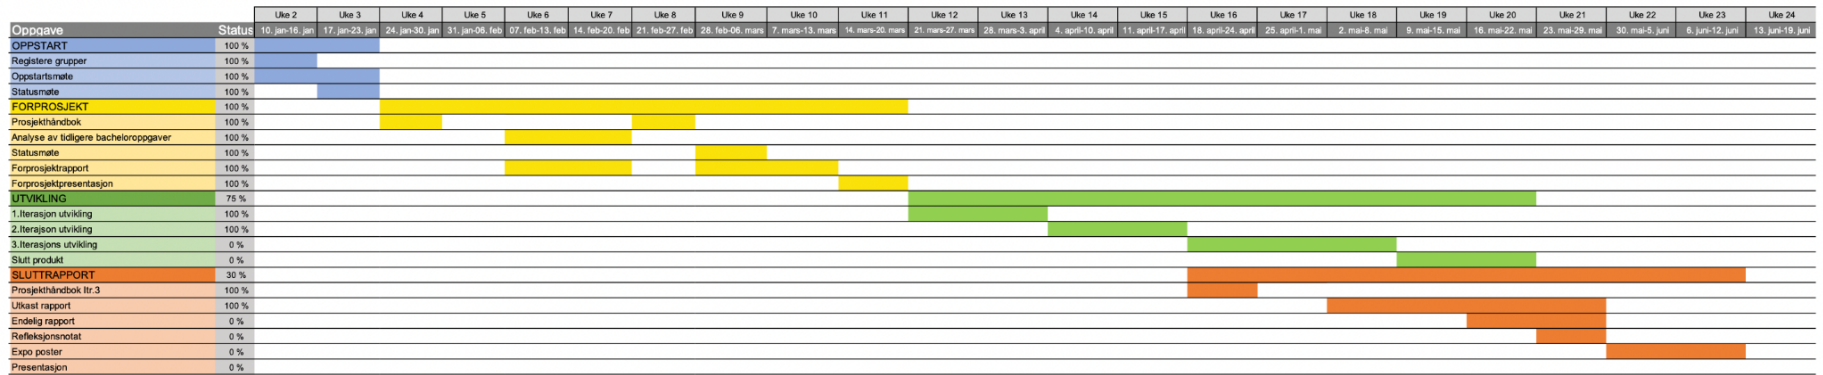 Uke 2 Uke 3 Uke 4 Uke 5 Uke 6 Uke 7 Uke 8 Uke 9 Uke 10 Uke 11 Uke 12 Uke 13 Uke 14 Uke 15 Uke 16 Uke 17 Uke 18 Uke 19 Uke 20 Uke 21 Uke 22 Uke 23 Uke 24
Oppgave Status 10. jan-16. jan 17. jan-23. jan 24. jan-30. jan 31. jan-06. feb 07. feb-13. feb 14. feb-20. feb 21. feb-27. feb 28. feb-06. mars 7. mars-13. mars 14. mars-20. mars 21. mars-27. mars 28. mars-3. april 4. april-10. april 11. april-17. april 18. april-24. april 25. april-1. mai 2. mai-8. mai 9. mai-15. mai 16. mai-22. mai 23. mai-29. mai 30. mai-5. juni 6. juni-12. juni 13. juni-19. juni
OPPSTART 100 %
Registere grupper 100 %
Oppstartsmøte 100 %
Statusmøte 100 %
FORPROSJEKT 100 %
Prosjekthåndbok 100 %
Analyse av tidligere bacheloroppgaver 100 %
Statusmøte 100 %
Forprosjektrapport 100 %
Forprosjektpresentasjon 100 %
UTVIKLING 75 %
1.Iterasjon utvikling 100 %
2.Iterajson utvikling 100 %
3.Iterasjons utvikling 0 %
Slutt produkt 0 %
SLUTTRAPPORT 30 %
Prosjekthåndbok Itr.3 100 %
Utkast rapport 100 %
Endelig rapport 0 %
Refleksjonsnotat 0 %
Expo poster 0 %
Presentasjon 0 %